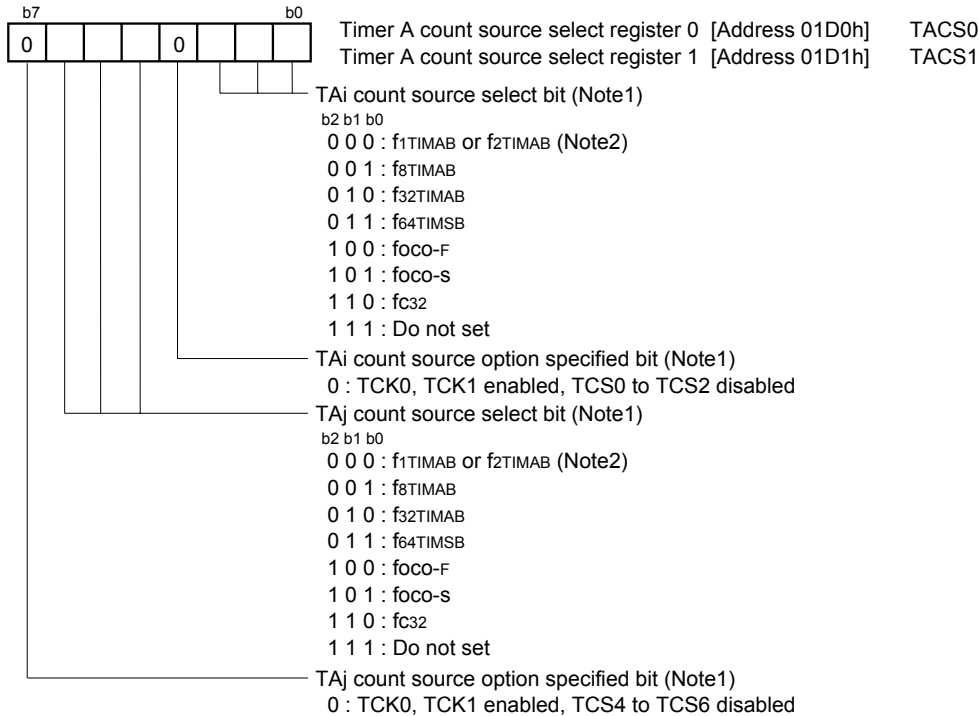 b7 b0
0 0
Timer A count source select register 0 [Address 01D0h] TACS0
Timer A count source select register 1 [Address 01D1h] TACS1
TAi count source select bit (Note1)
b2 b1 b0
0 0 0 : f1TIMAB or f2TIMAB (Note2)
0 0 1 : f8TIMAB
0 1 0 : f32TIMAB
0 1 1 : f64TIMSB
1 0 0 : foco-F
1 0 1 : foco-s
1 1 0 : fc32
1 1 1 : Do not set
TAi count source option specified bit (Note1)
0 : TCK0, TCK1 enabled, TCS0 to TCS2 disabled
TAj count source select bit (Note1)
b2 b1 b0
0 0 0 : f1TIMAB or f2TIMAB (Note2)
0 0 1 : f8TIMAB
0 1 0 : f32TIMAB
0 1 1 : f64TIMSB
1 0 0 : foco-F
1 0 1 : foco-s
1 1 0 : fc32
1 1 1 : Do not set
TAj count source option specified bit (Note1)
0 : TCK0, TCK1 enabled, TCS4 to TCS6 disabled